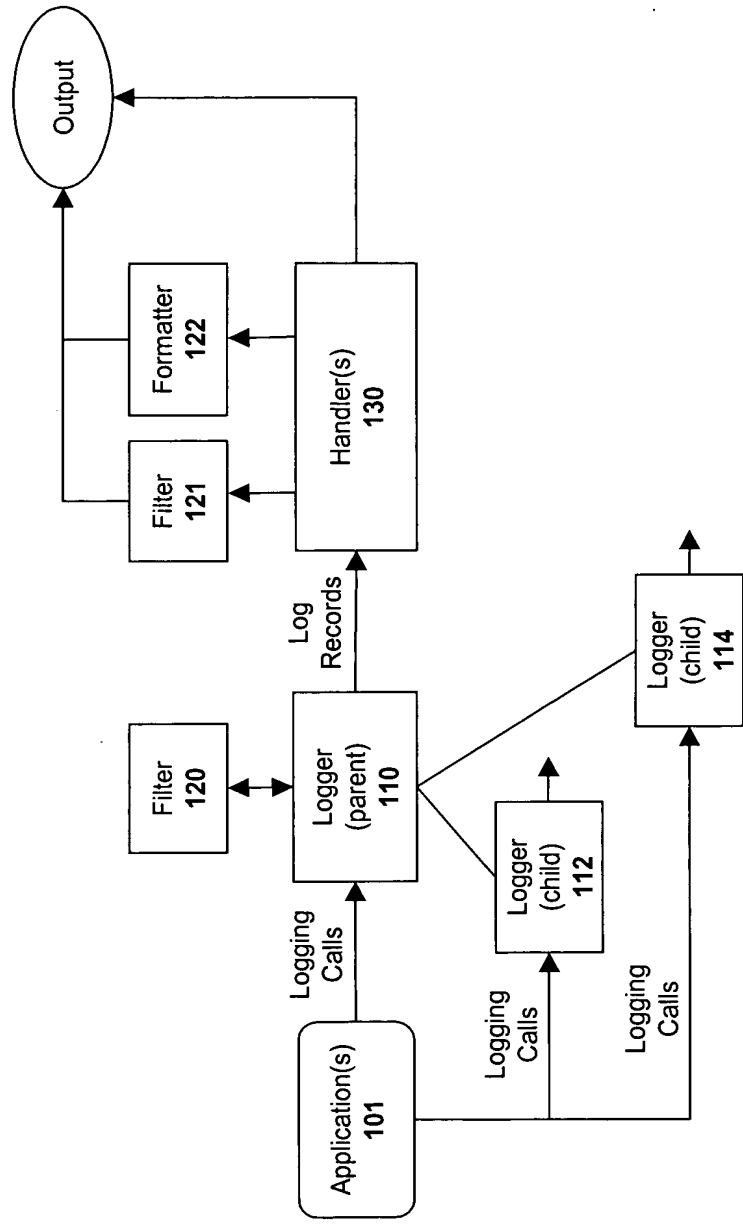 Application(s)
101
Logging
Calls
Logging
Calls
Logging
Calls
Filter
120
Logger
(parent)
110
Logger
(child)
112
Logger
(child)
114
Log
Records
Filter
121
Formatter
122
Handler(s)
130
Output